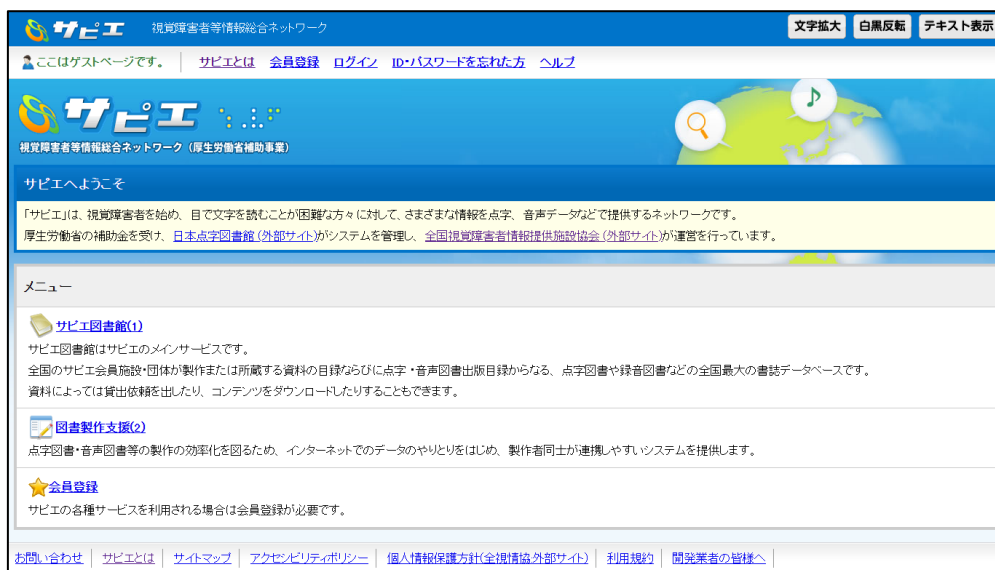 サピエ 視覚障害者等情報総合ネットワーク 文字拡大 白黒反転 テキスト表示
ここはゲストページです。 サピエとは 会員登録 ログイン ID・パスワードを忘れた方 ヘルプ
サピエ
視覚障害者等情報総合ネットワーク（厚生労働省補助事業）
サピエへようこそ
「サピエ」は、視覚障害者を始め、目で文字を読むことが困難な方々に対して、さまざまな情報を点字、音声データなどで提供するネットワークです。
厚生労働省の補助金を受け、日本点字図書館(外部サイト)がシステムを管理し、全国視覚障害者情報提供施設協会(外部サイト)が運営を行っています。
メニュー
サピエ図書館(1)
サピエ図書館はサピエのメインサービスです。
全国のサピエ会員施設・団体が製作または所蔵する資料の目録ならびに点字・音声図書出版目録からなる、点字図書や録音図書などの全国最大の書誌データベースです。
資料によっては貸出依頼を出したり、コンテンツをダウンロードしたりすることもできます。
図書製作支援(2)
点字図書・音声図書等の製作の効率化を図るため、インターネットでのデータのやりとりをはじめ、製作者同士が連携しやすいシステムを提供します。
会員登録
サピエの各種サービスを利用される場合は会員登録が必要です。
お問い合わせ サピエとは サイトマップ アクセシビリティポリシー 個人情報保護方針(全視情協外部サイト) 利用規約 開発業者の皆様へ